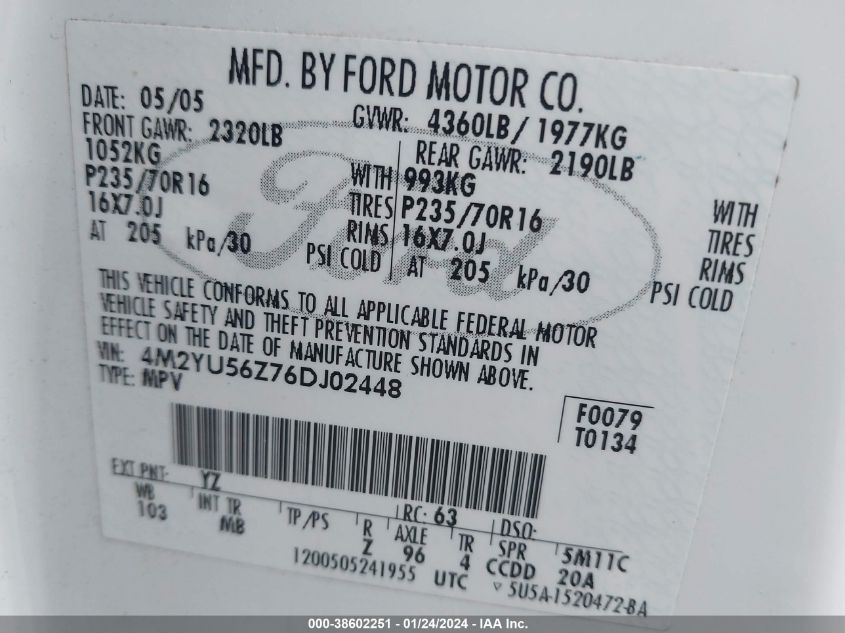 MFD. BY FORD MOTOR CO.
DATE: 05/05 GVWR: 4360LB/ 1977KG
FRONT GAWR: 2320LB REAR GAWR: 2190LB
1052KG WITH 993KG WITH
P235/70R16 TIRES P235/70R16 TIRES
16X7.0J RIMS 16X7.0J RIMS
AT 205 kPa/30 PSI COLD AT 205 kPa/30 PSI COLD
THIS VEHICLE CONFORMS TO ALL APPLICABLE FEDERAL MOTOR
VEHICLE SAFETY AND THEFT PREVENTION STANDARDS IN
EFFECT ON THE DATE OF MANUFACTURE SHOWN ABOVE.
VIN: 4M2YU56Z76DJ02448
TYPE: MPV
F0079
T0134
EXT PNT: YZ RC: 63 DSO:
WB INT TR TP/PS R AXLE TR SPR 5M11C
103 MB Z 96 4 CCDD 20A
1200505241955 UTC ▽ 5U5A-1520472-BA
Ford
000-38602251 - 01/24/2024 - IAA, Inc.